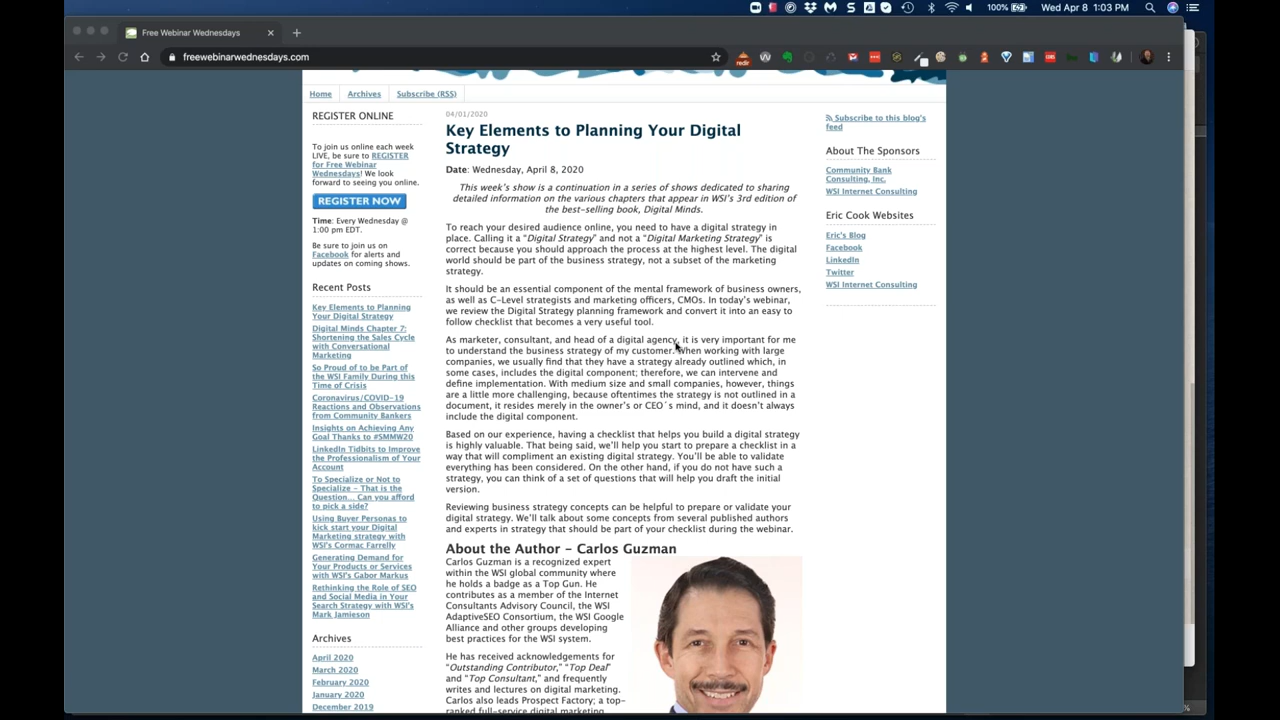 100%
Wed Apr 8 1:03 PM
Free Webinar Wednesdays
freewebinarwednesdays.com
Home
Archives
Subscribe (RSS)
REGISTER ONLINE
To join us online each week
LIVE, be sure to REGISTER
for Free Webinar
Wednesdays! We look
forward to seeing you online.
REGISTER NOW
Time: Every Wednesday @
1:00 pm EDT.
Be sure to join us on
Facebook for alerts and
updates on coming shows.
Recent Posts
Key Elements to Planning
Your Digital Strategy
Digital Minds Chapter 7:
Shortening the Sales Cycle
with Conversational
Marketing
So Proud of to be Part of
the WSI Family During this
Time of Crisis
Coronavirus/COVID-19
Reactions and Observations
from Community Bankers
Insights on Achieving Any
Goal Thanks to #SMMW20
LinkedIn Tidbits to Improve
the Professionalism of Your
Account
To Specialize or Not to
Specialize - That is the
Question... Can you afford
to pick a side?
Using Buyer Personas to
kick start your Digital
Marketing strategy with
WSI's Cormac Farrelly
Generating Demand for
Your Products or Services
with WSI's Gabor Markus
Rethinking the Role of SEO
and Social Media in Your
Search Strategy with WSI's
Mark Jamieson
Archives
April 2020
March 2020
February 2020
January 2020
December 2019
04/01/2020
Key Elements to Planning Your Digital
Strategy
Date: Wednesday, April 8, 2020
This week's show is a continuation in a series of shows dedicated to sharing
detailed information on the various chapters that appear in WSI's 3rd edition of
the best-selling book, Digital Minds.
To reach your desired audience online, you need to have a digital strategy in
place. Calling it a "Digital Strategy" and not a "Digital Marketing Strategy" is
correct because you should approach the process at the highest level. The digital
world should be part of the business strategy, not a subset of the marketing
strategy.
It should be an essential component of the mental framework of business owners,
as well as C-Level strategists and marketing officers, CMOs. In today's webinar,
we review the Digital Strategy planning framework and convert it into an easy to
follow checklist that becomes a very useful tool.
As marketer, consultant, and head of a digital agency, it is very important for me
to understand the business strategy of my customer. When working with large
companies, we usually find that they have a strategy already outlined which, in
some cases, includes the digital component; therefore, we can intervene and
define implementation. With medium size and small companies, however, things
are a little more challenging, because oftentimes the strategy is not outlined in a
document, it resides merely in the owner's or CEO´s mind, and it doesn't always
include the digital component.
Based on our experience, having a checklist that helps you build a digital strategy
is highly valuable. That being said, we'll help you start to prepare a checklist in a
way that will compliment an existing digital strategy. You'll be able to validate
everything has been considered. On the other hand, if you do not have such a
strategy, you can think of a set of questions that will help you draft the initial
version.
Reviewing business strategy concepts can be helpful to prepare or validate your
digital strategy. We'll talk about some concepts from several published authors
and experts in strategy that should be part of your checklist during the webinar.
About the Author - Carlos Guzman
Carlos Guzman is a recognized expert
within the WSI global community where
he holds a badge as a Top Gun. He
contributes as a member of the Internet
Consultants Advisory Council, the WSI
AdaptiveSEO Consortium, the WSI Google
Alliance and other groups developing
best practices for the WSI system.
He has received acknowledgements for
"Outstanding Contributor," "Top Deal"
and "Top Consultant," and frequently
writes and lectures on digital marketing.
Carlos also leads Prospect Factory; a top-
ranked full-service digital marketing
Subscribe to this blog's
feed
About The Sponsors
Community Bank
Consulting, Inc.
WSI Internet Consulting
Eric Cook Websites
Eric's Blog
Facebook
LinkedIn
Twitter
WSI Internet Consulting